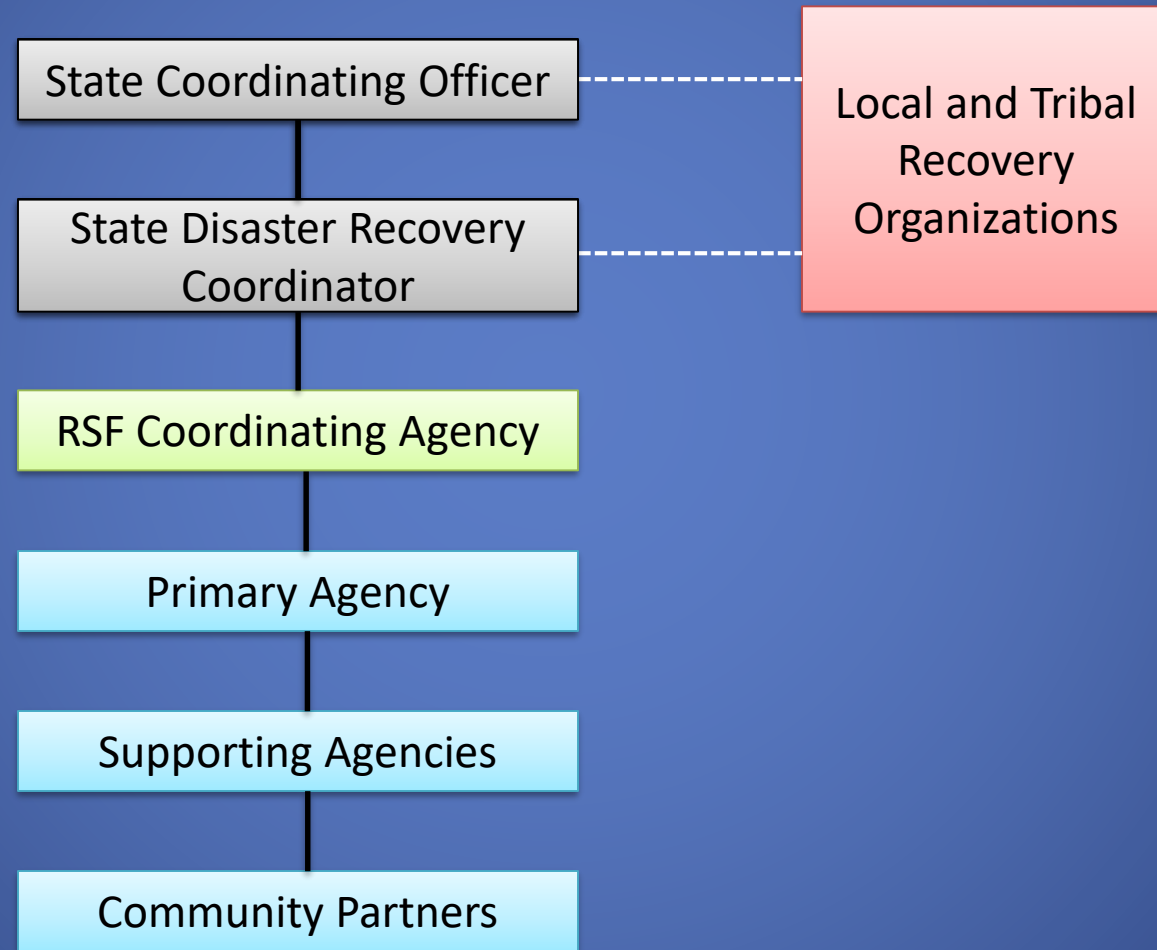 State Coordinating Officer
Local and Tribal
Recovery
Organizations
State Disaster Recovery
Coordinator
RSF Coordinating Agency
Primary Agency
Supporting Agencies
Community Partners